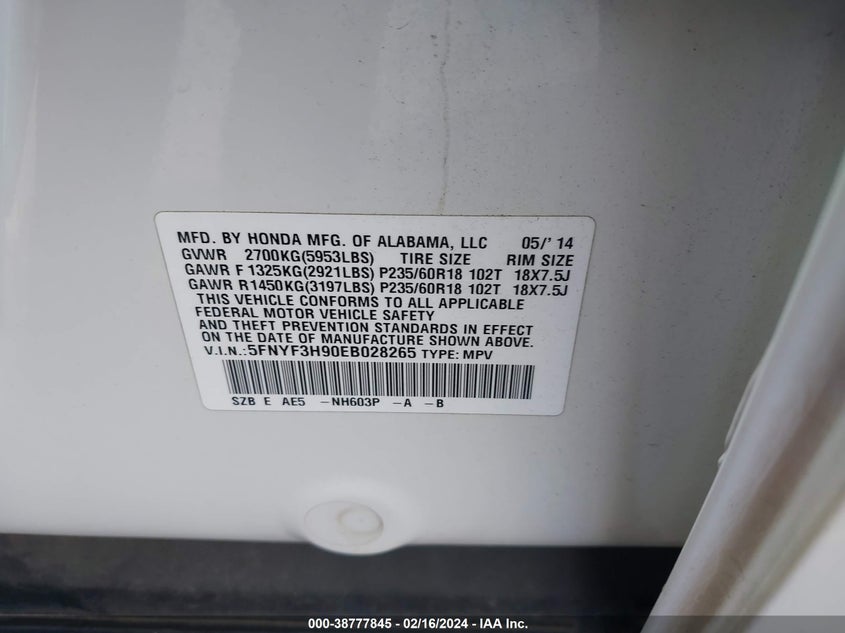 MFD. BY HONDA MFG. OF ALABAMA, LLC 05/' 14
GVWR 2700KG(5953LBS) TIRE SIZE RIM SIZE
GAWR F 1325KG(2921LBS) P235/60R18 102T 18X7.5J
GAWR R1450KG(3197LBS) P235/60R18 102T 18X7.5J
THIS VEHICLE CONFORMS TO ALL APPLICABLE
FEDERAL MOTOR VEHICLE SAFETY
AND THEFT PREVENTION STANDARDS IN EFFECT
ON THE DATE OF MANUFACTURE SHOWN ABOVE.
V.I.N.:5FNYF3H90EB028265 TYPE: MPV
SZB E AE5 -NH603P -A -B
000-38777845 - 02/16/2024 - © IAA Inc.